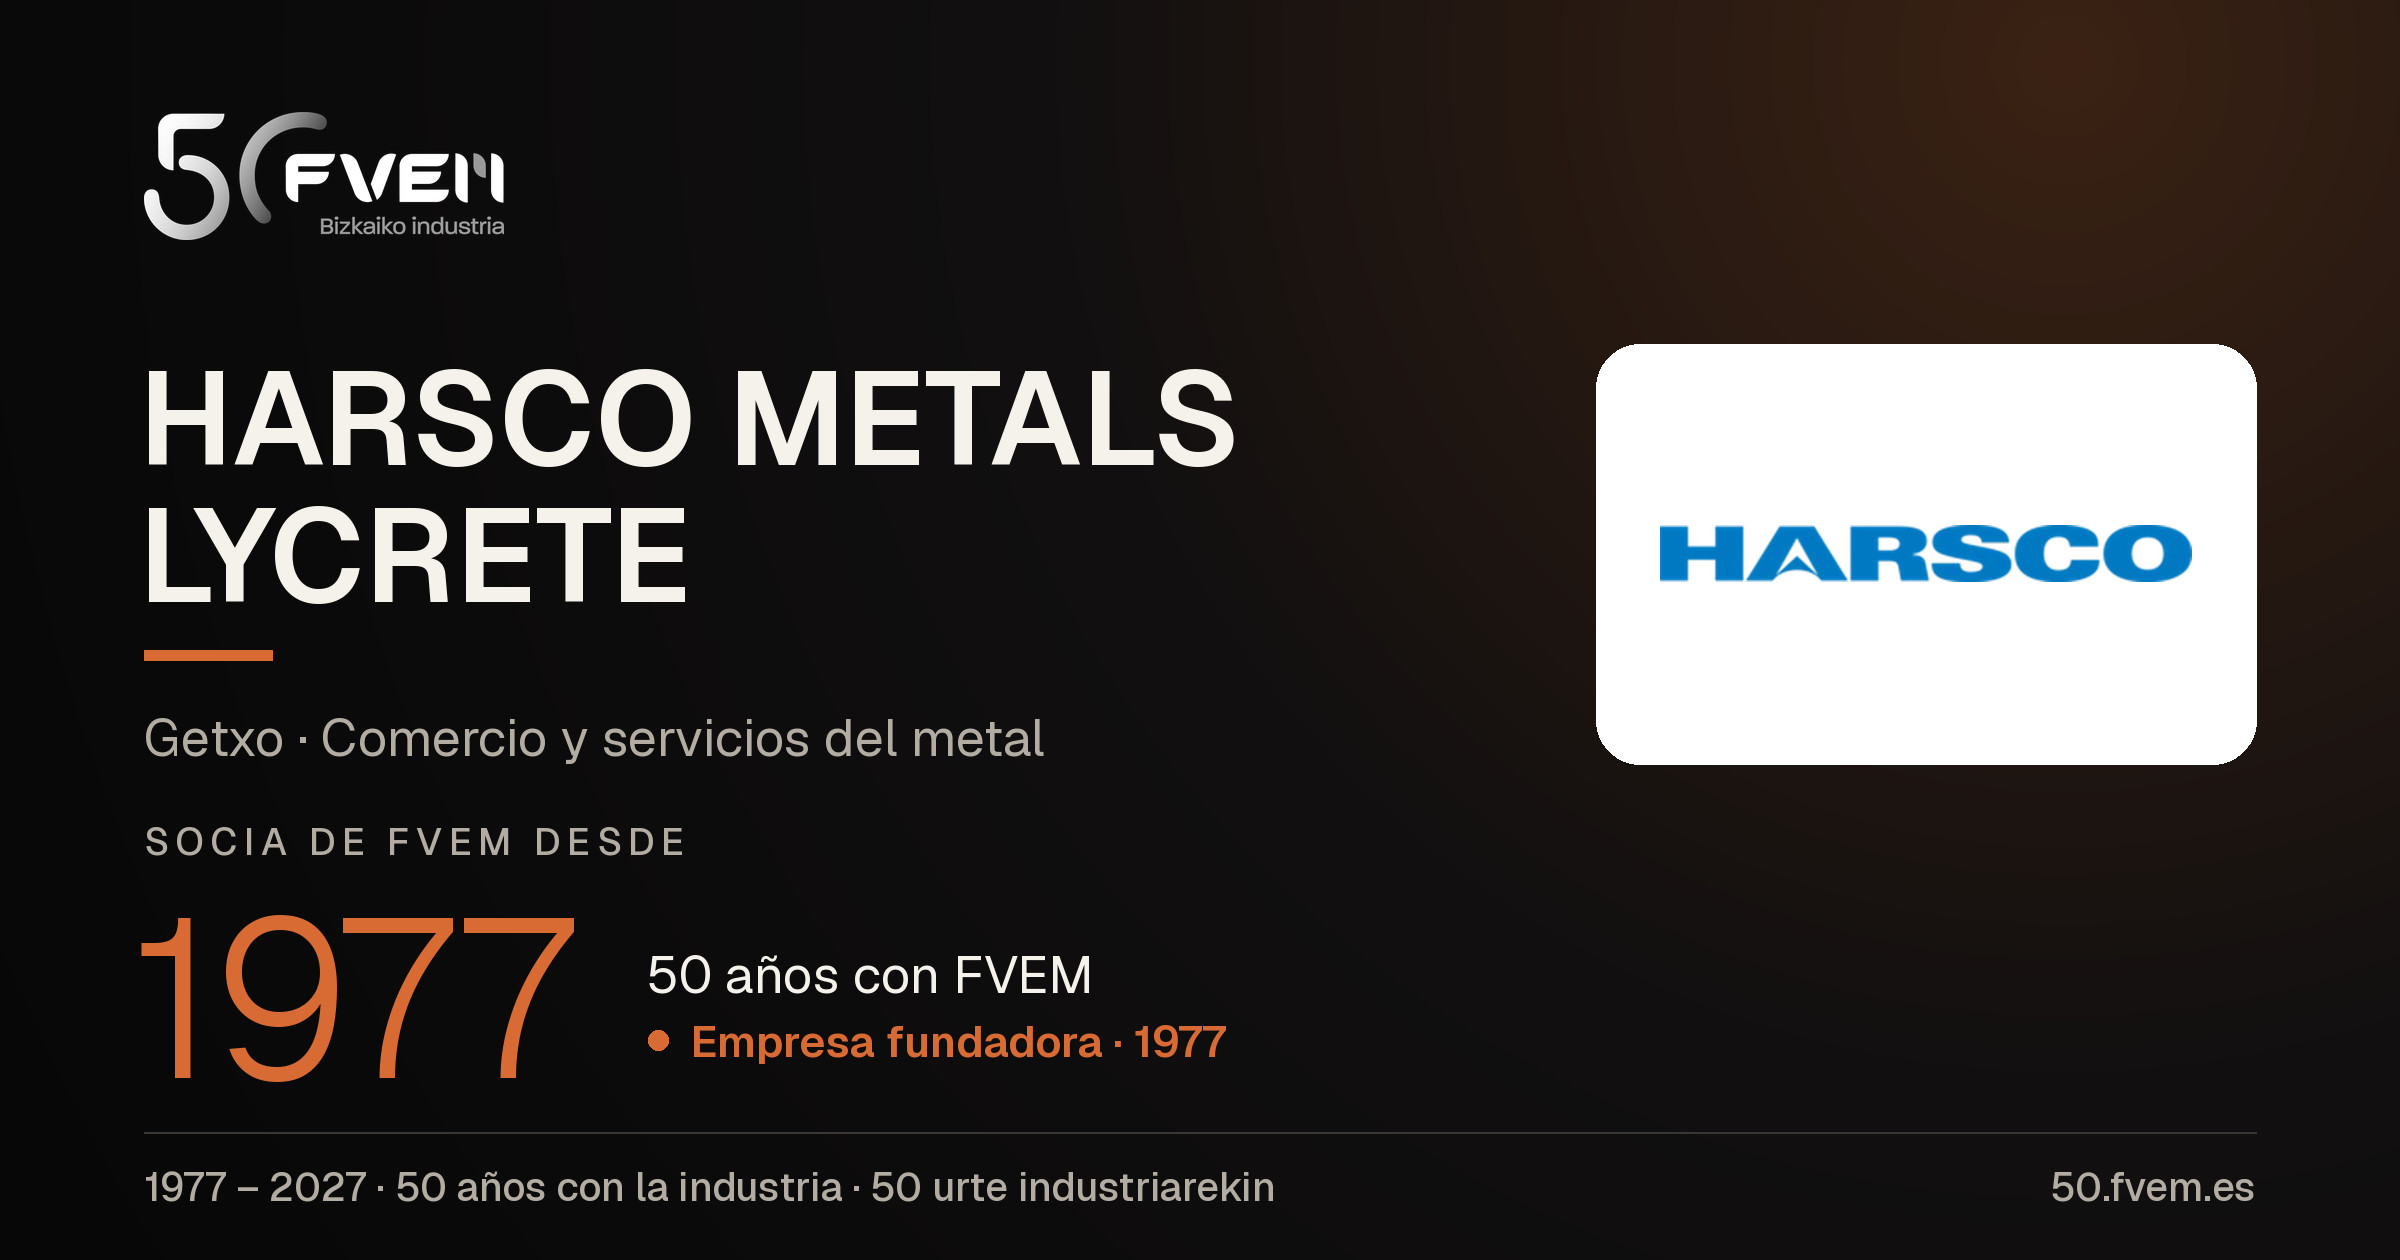 50 FVEM
Bizkaiko industria
HARSCO METALS
LYCRETE
HARSCO
Getxo · Comercio y servicios del metal
SOCIA DE FVEM DESDE
1977
50 años con FVEM
Empresa fundadora · 1977
1977 – 2027 · 50 años con la industria · 50 urte industriarekin
50.fvem.es